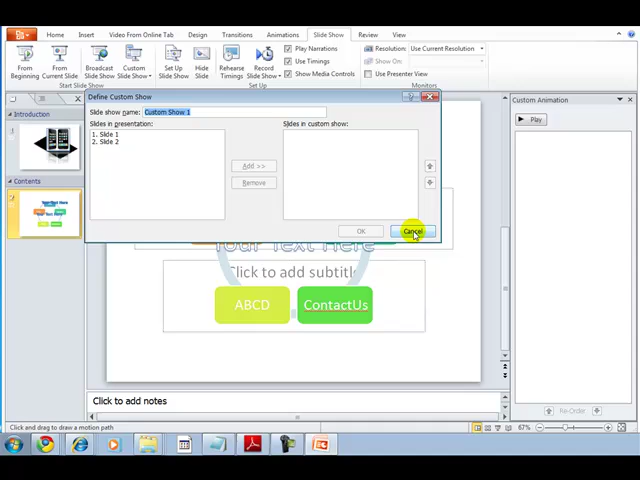 Home Insert Video From Online Tab Design Transitions Animations Slide Show Review View
From Beginning
From Current Slide
Broadcast Slide Show
Custom Slide Show
Set Up Slide Show
Hide Slide
Rehearse Timings
Record Slide Show
Play Narrations
Use Timings
Show Media Controls
Resolution: Use Current Resolution
Show On:
Use Presenter View
Start Slide Show
Set Up
Monitors
Define Custom Show
Slide show name: Custom Show 1
Slides in presentation:
Slides in custom show:
1. Slide 1
2. Slide 2
Add >>
Remove
OK
Cancel
Introduction
1
Contents
2
Your Text Here
Your Text Here
Click to add subtitle
ABCD
ContactUs
Custom Animation
Play
Re-Order
Click to add notes
Click and drag to draw a motion path
67%